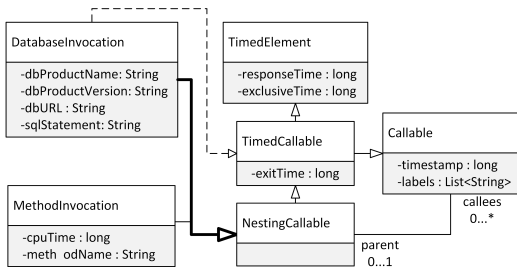 DatabaseInvocation
-dbProductName: String
-dbProductVersion: String
-dbURL : String
-sqlStatement: String
TimedElement
-responseTime : long
-exclusiveTime : long
TimedCallable
-exitTime : long
Callable
-timestamp : long
-labels : List<String>
MethodInvocation
-cpuTime : long
-meth odName : String
NestingCallable
callees
0...*
parent
0...1